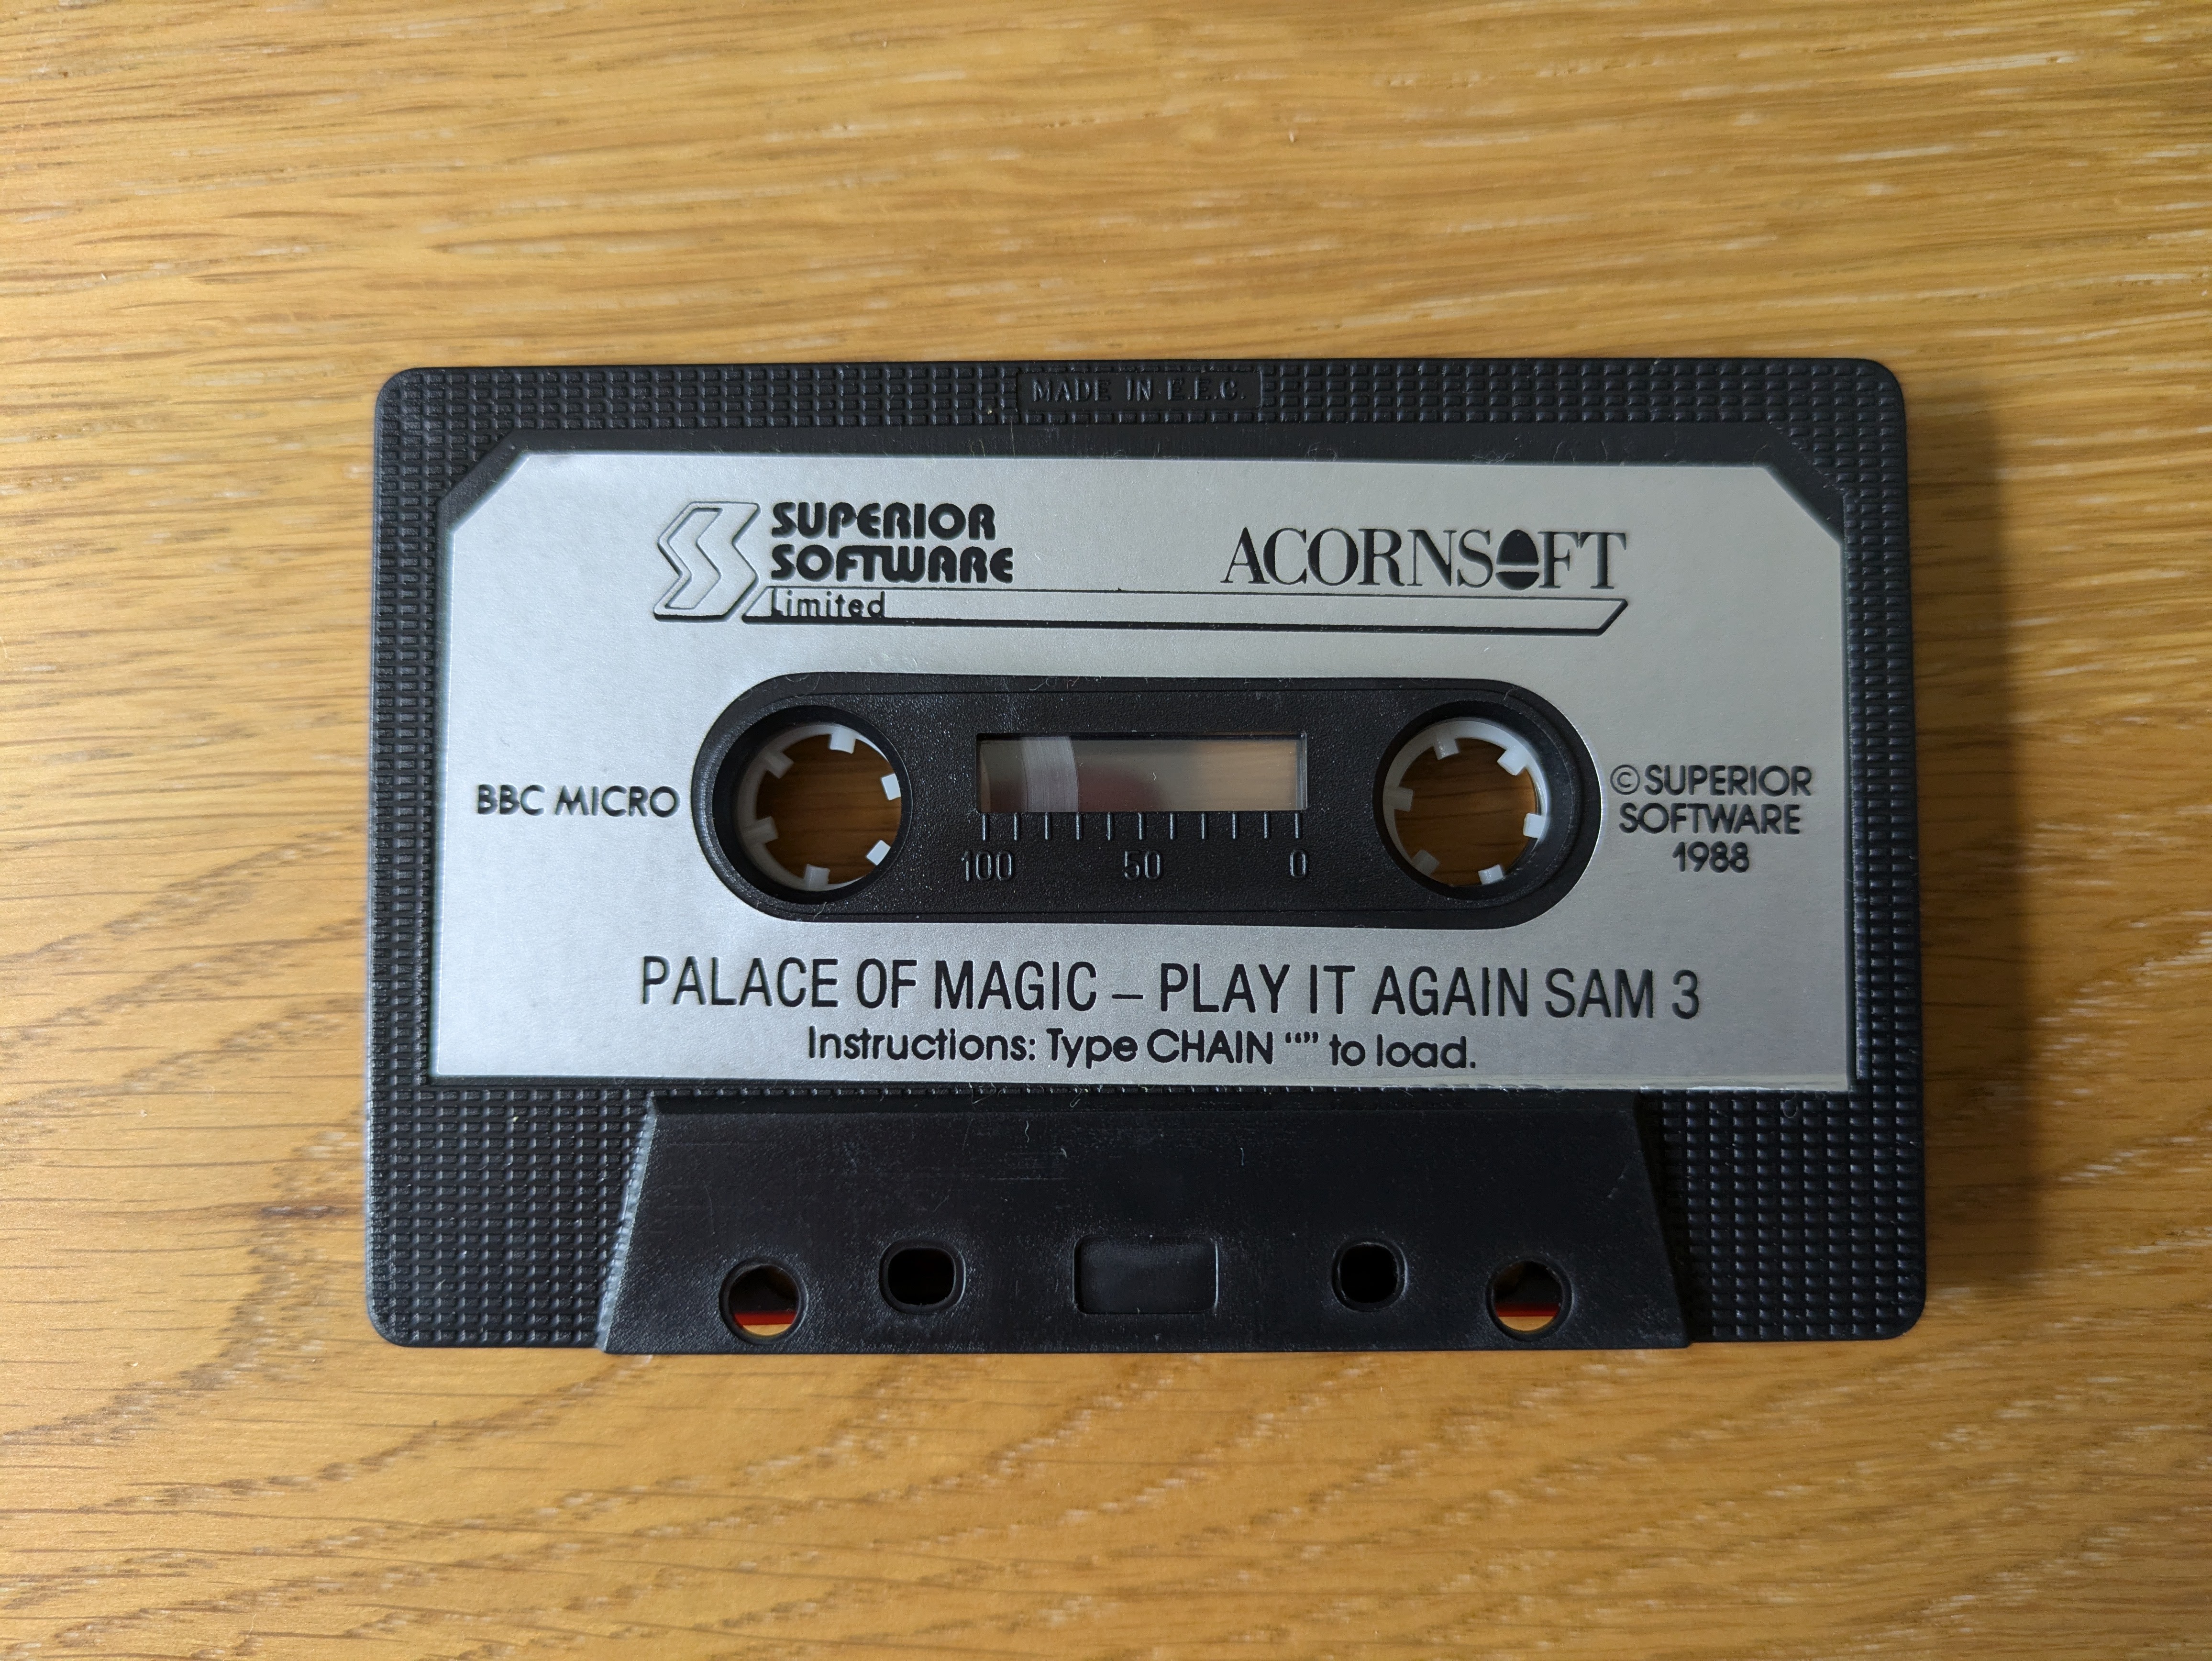 MADE IN E.E.C.
SUPERIOR
SOFTWARE
Limited
ACORNSOFT
BBC MICRO
100 50 0
© SUPERIOR
SOFTWARE
1988
PALACE OF MAGIC – PLAY IT AGAIN SAM 3
Instructions: Type CHAIN “” to load.